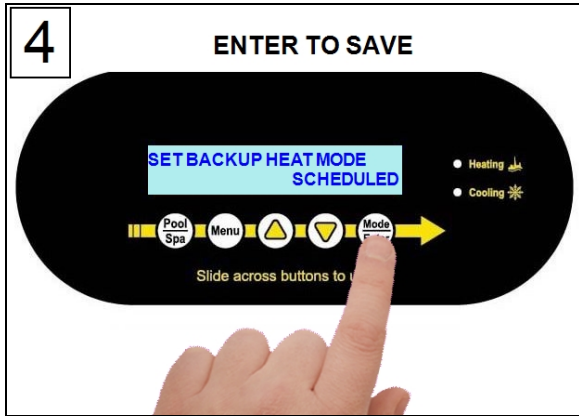 4
ENTER TO SAVE
SET BACKUP HEAT MODE
SCHEDULED
Heating
Cooling
Pool
Spa
Menu
Mode
Slide across buttons to